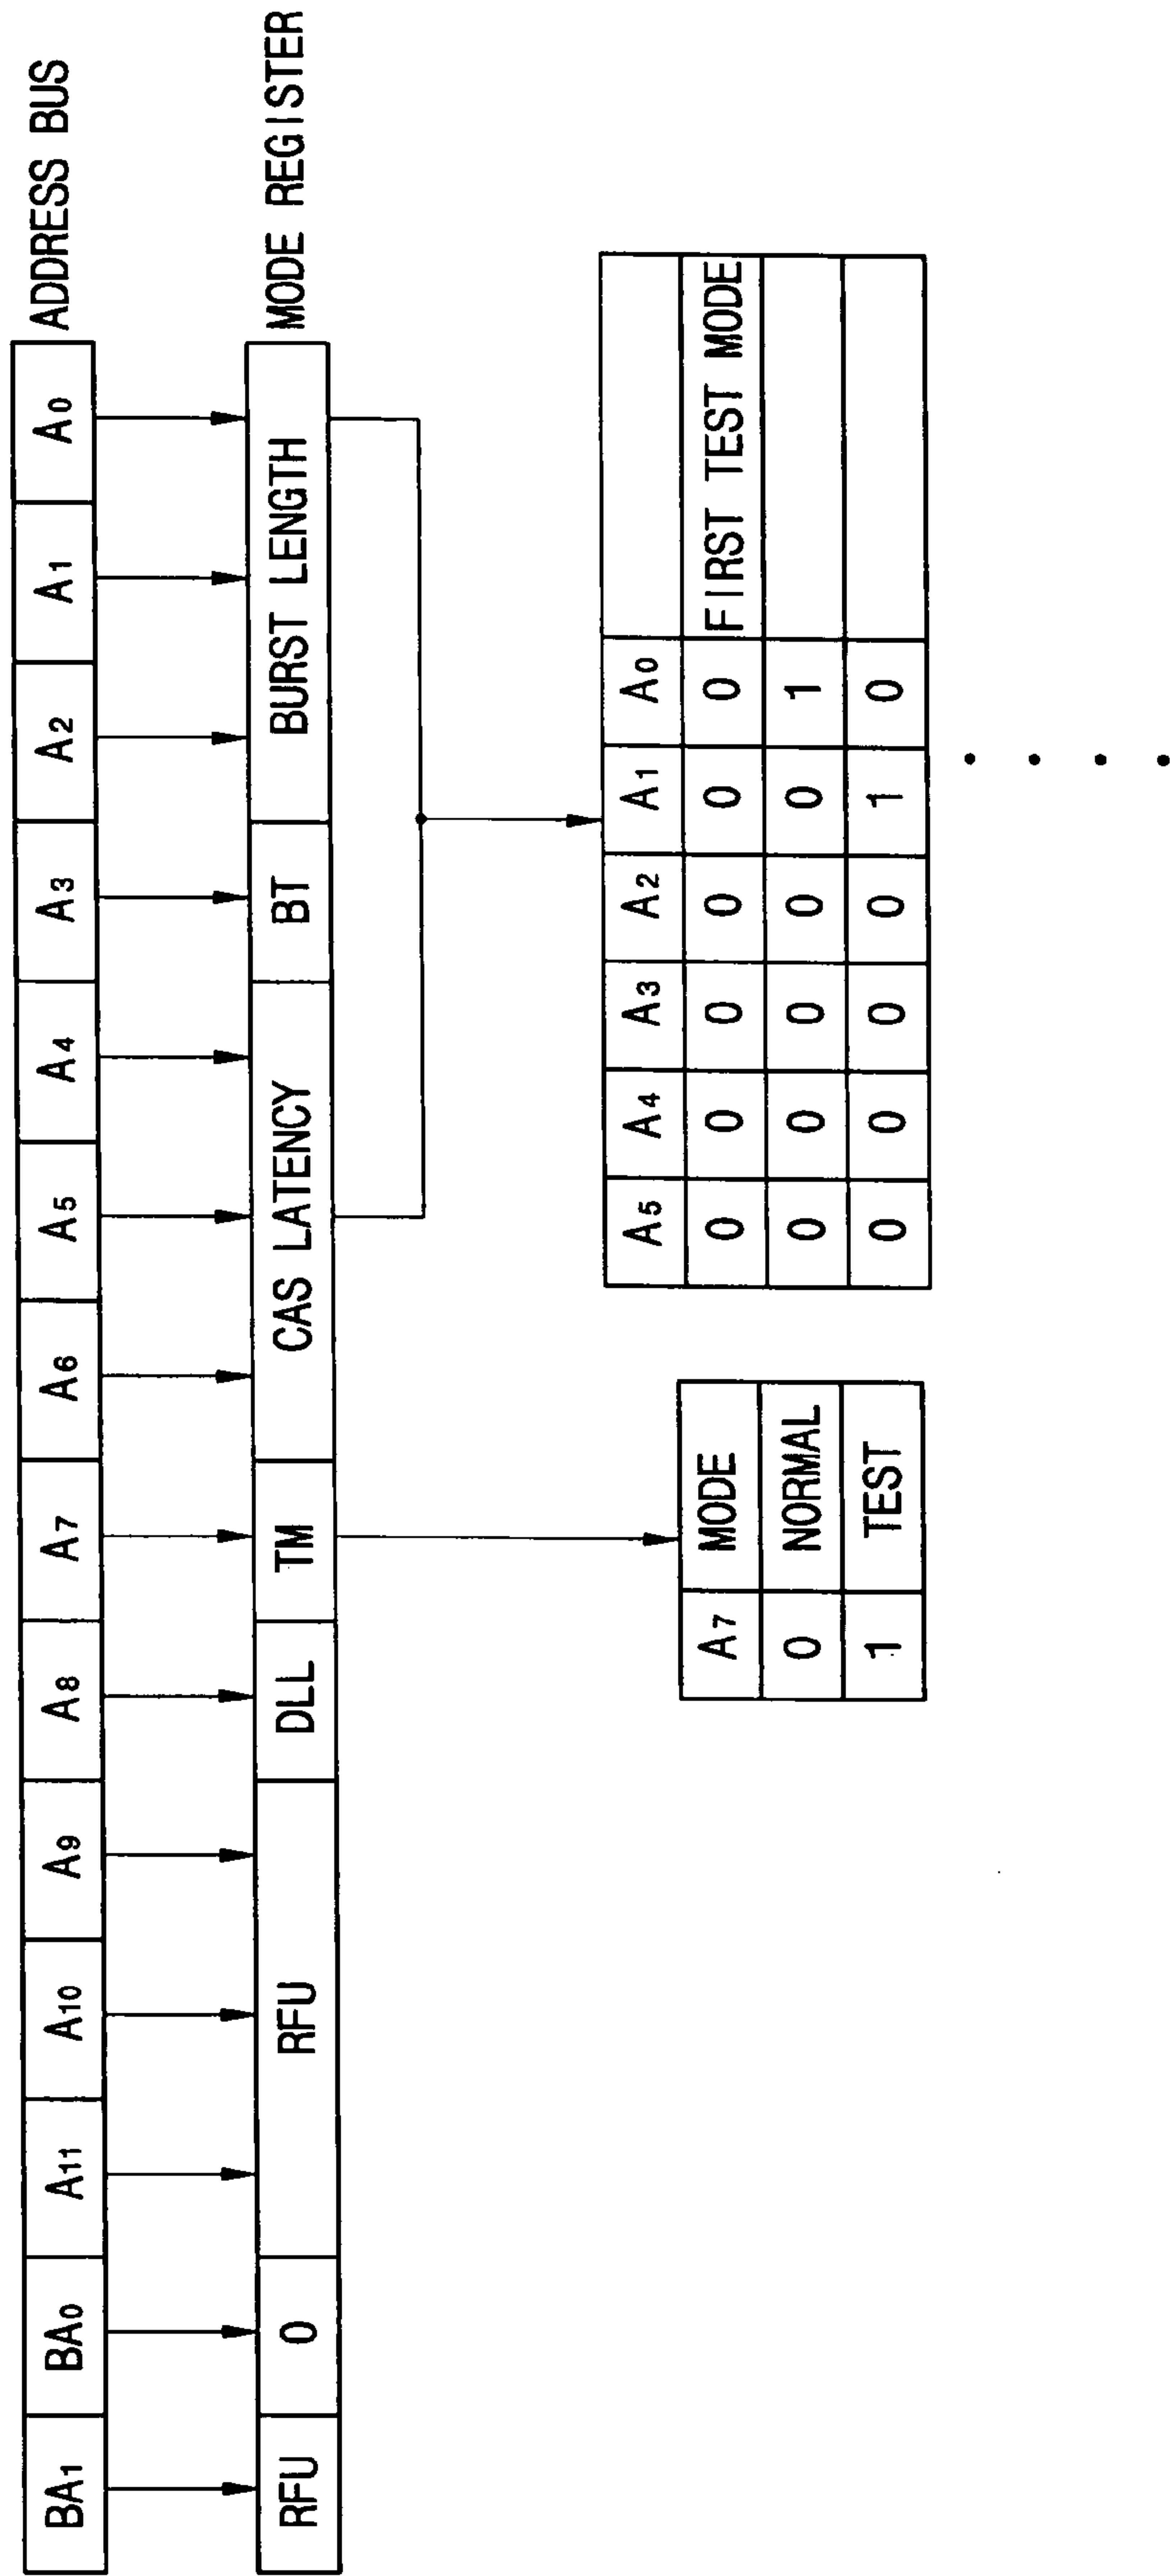 BA1 BA0 A11 A10 A9 A8 A7 A6 A5 A4 A3 A2 A1 A0 ADDRESS BUS
RFU 0 RFU DLL TM CAS LATENCY BT BURST LENGTH MODE REGISTER
A7 MODE
0 NORMAL
1 TEST
A5 A4 A3 A2 A1 A0
0 0 0 0 0 0 FIRST TEST MODE
0 0 0 0 0 1
0 0 0 0 1 0